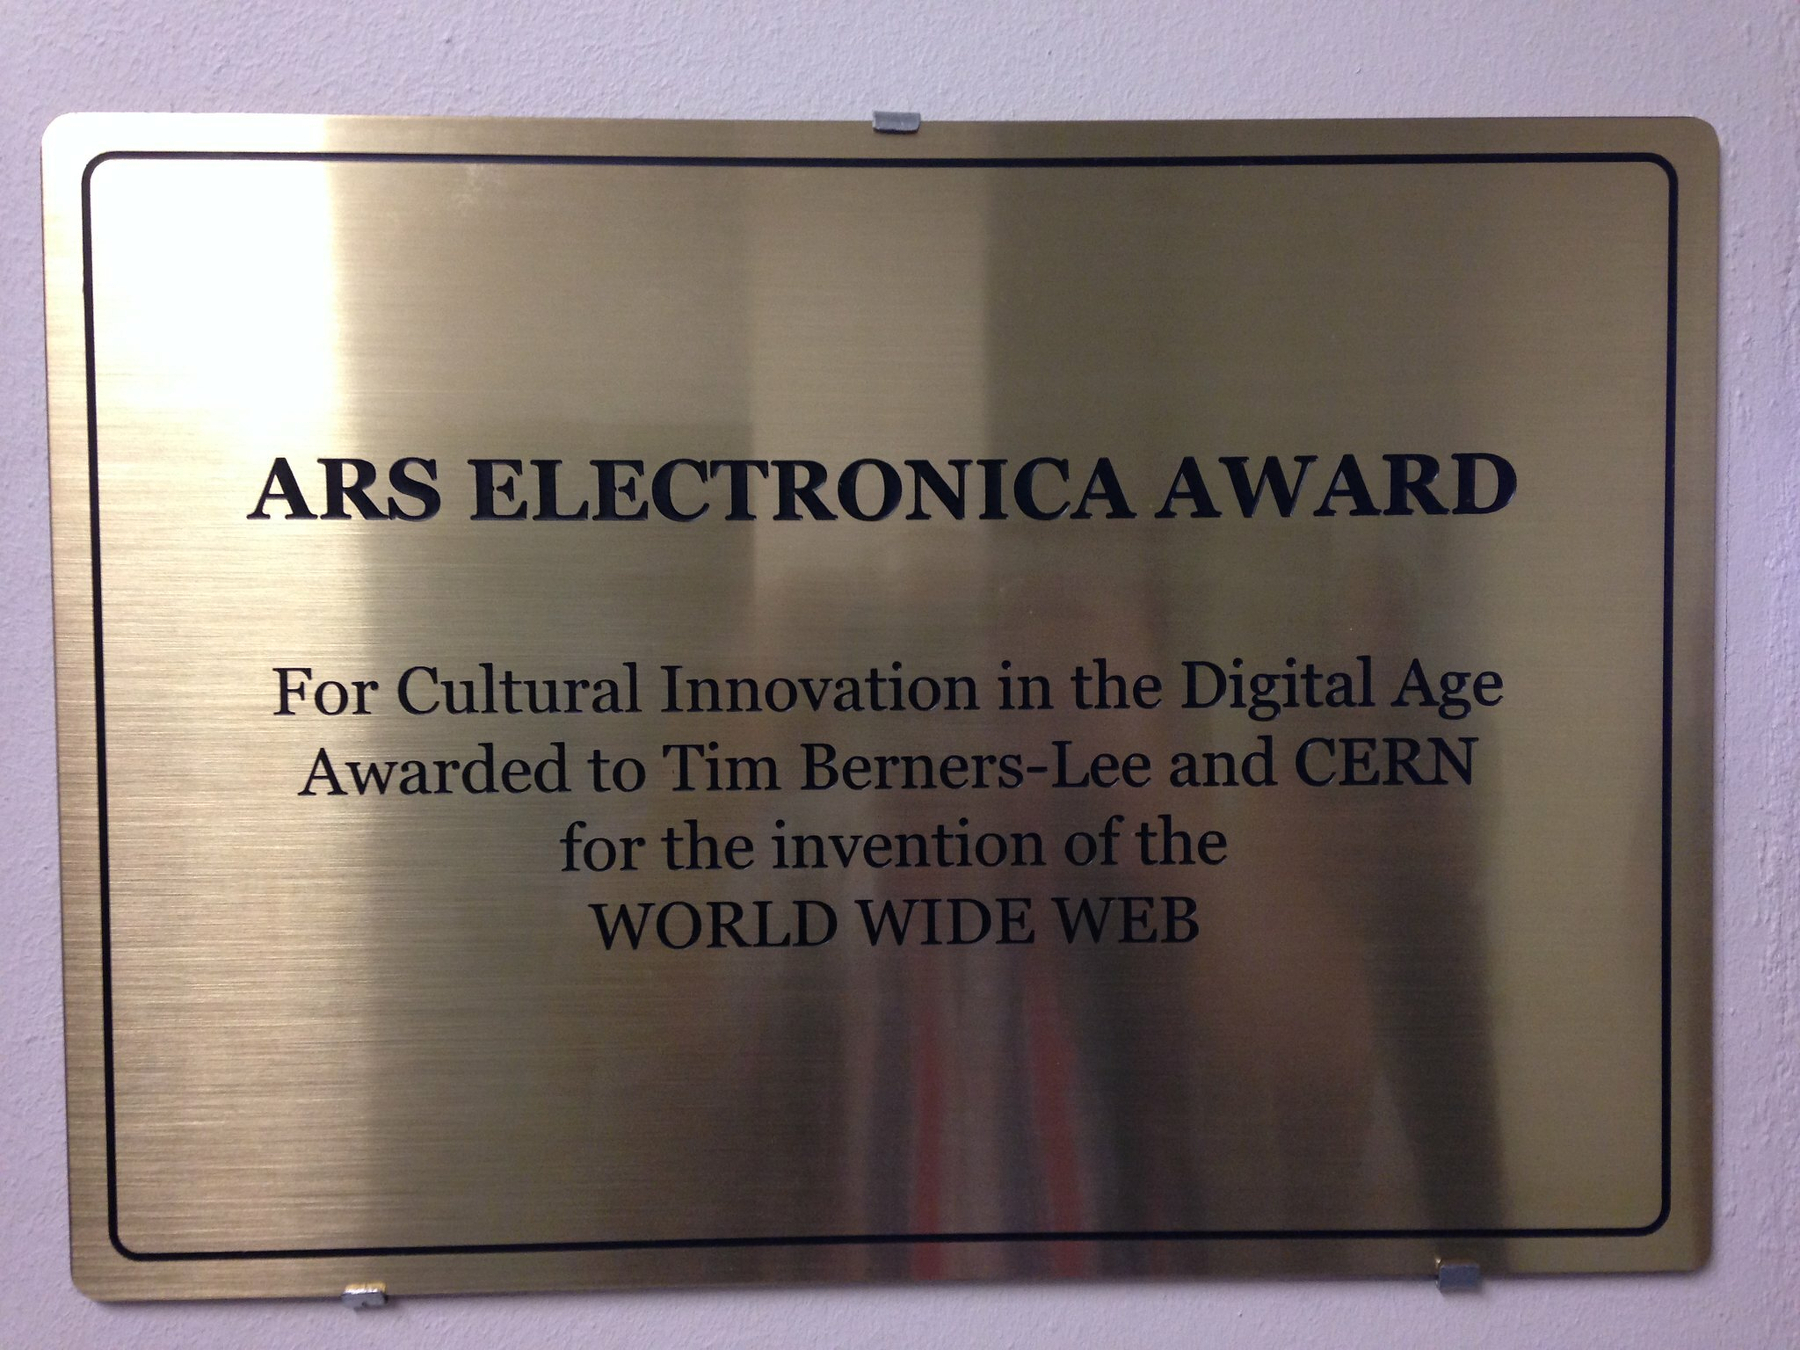 ARS ELECTRONICA AWARD
For Cultural Innovation in the Digital Age
Awarded to Tim Berners-Lee and CERN
for the invention of the
WORLD WIDE WEB